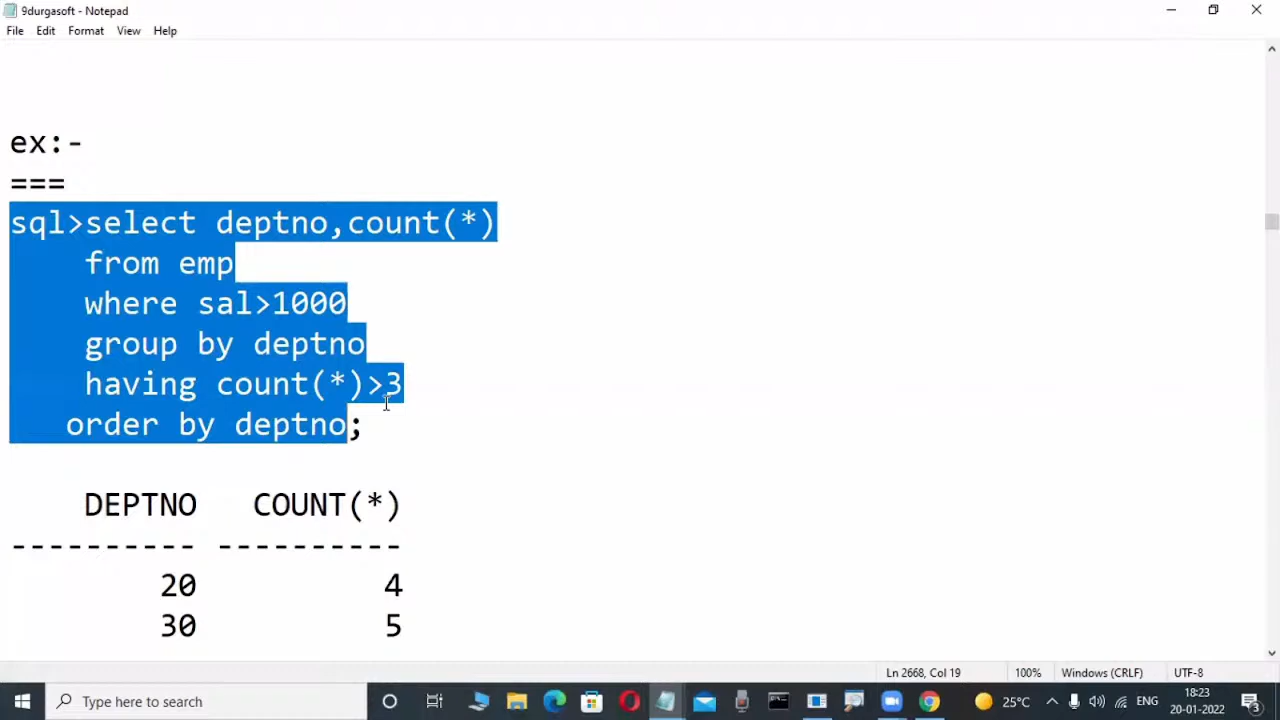 9durgasoft - Notepad
File Edit Format View Help
ex:-
===
sql>select deptno,count(*)
from emp
where sal>1000
group by deptno
having count(*)>3
order by deptno;
DEPTNO COUNT(*)
---------- ----------
20 4
30 5
Ln 2668, Col 19 100% Windows (CRLF) UTF-8
Type here to search 25°C ENG 18:23
20-01-2022 3